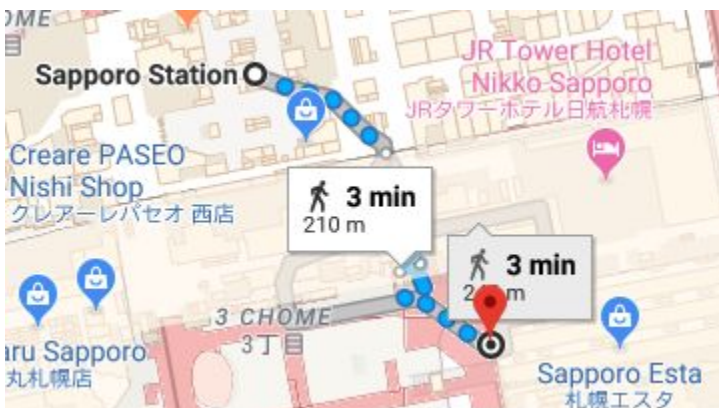 OME
目
JR Tower Hotel
Nikko Sapporo
JRタワーホテル日航札幌
Sapporo Station
Creare PASEO
Nishi Shop
クレアーレパセオ 西店
3 min
210 m
3 min
m
3 CHOME
3丁目
aru Sapporo
丸札幌店
Sapporo Esta
札幌エスタ